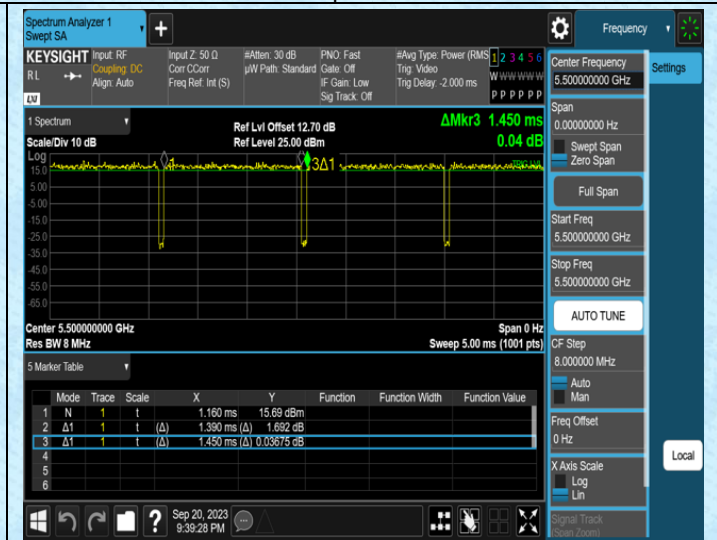 Spectrum Analyzer 1
Swept SA
+
Frequency
KEYSIGHT Input: RF Input Z: 50 Ω #Atten: 30 dB PNO: Fast #Avg Type: Power (RMS 1 2 3 4 5 6
RL Coupling: DC Corr CCorr µW Path: Standard Gate: Off Trig: Video W W W W W W
Align: Auto Freq Ref: Int (S) IF Gain: Low Trig Delay: -2.000 ms
Sig Track: Off P P P P P P
LXI
1 Spectrum
Scale/Div 10 dB
Ref Lvl Offset 12.70 dB
Ref Level 25.00 dBm
ΔMkr3 1.450 ms
0.04 dB
Log
15.0
5.00
-5.00
-15.0
-25.0
-35.0
-45.0
-55.0
-65.0
3Δ1
Center 5.500000000 GHz
Res BW 8 MHz
Span 0 Hz
Sweep 5.00 ms (1001 pts)
5 Marker Table
Mode Trace Scale X Y Function Function Width Function Value
1 N 1 t 1.160 ms 15.69 dBm
2 Δ1 1 t (Δ) 1.390 ms (Δ) 1.692 dB
3 Δ1 1 t (Δ) 1.450 ms (Δ) 0.03675 dB
4
5
6
Sep 20, 2023
9:39:28 PM
?
Center Frequency
5.500000000 GHz
Span
0.00000000 Hz
Swept Span
Zero Span
Full Span
Start Freq
5.500000000 GHz
Stop Freq
5.500000000 GHz
AUTO TUNE
CF Step
8.000000 MHz
Auto
Man
Freq Offset
0 Hz
X Axis Scale
Log
Lin
Signal Track
(Span Zoom)
Settings
Local